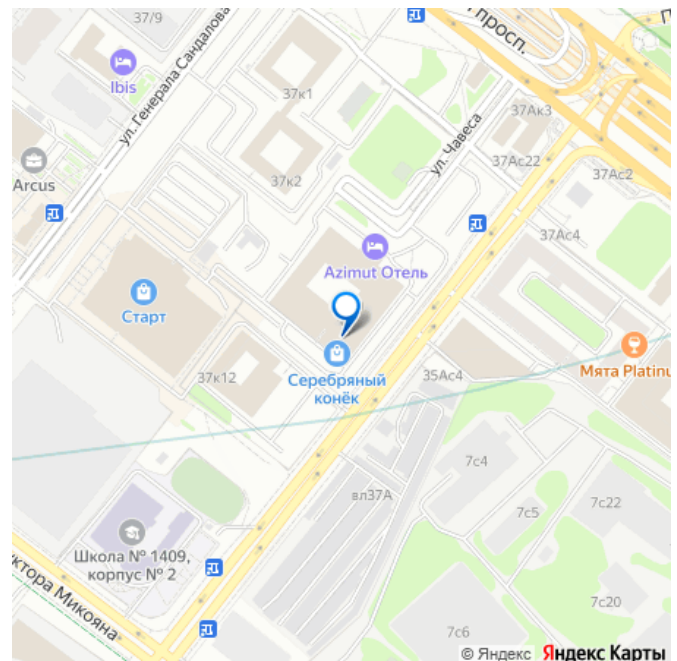 37/9
Ibis
ул. Генерала Сандалова
37к1
просп.
37Ак3
ул. Чавеса
37Ас22
37Ас2
37к2
Arcus
37Ас4
Azimut Отель
Старт
Мята Platinu
Серебряный
конёк
37к12
35Ас4
7с4
вл37А
7с22
7с5
Школа № 1409,
корпус № 2
уктора Микояна
7с20
7с6
© Яндекс Яндекс Карты